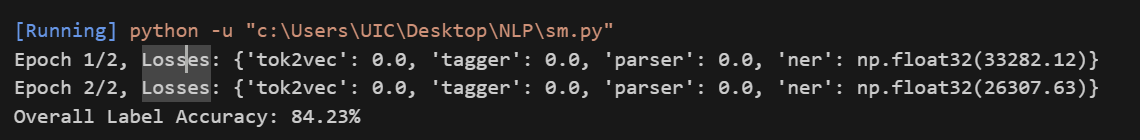 [Running] python -u "c:\Users\UIC\Desktop\NLP\sm.py"
Epoch 1/2, Losses: {'tok2vec': 0.0, 'tagger': 0.0, 'parser': 0.0, 'ner': np.float32(33282.12)}
Epoch 2/2, Losses: {'tok2vec': 0.0, 'tagger': 0.0, 'parser': 0.0, 'ner': np.float32(26307.63)}
Overall Label Accuracy: 84.23%